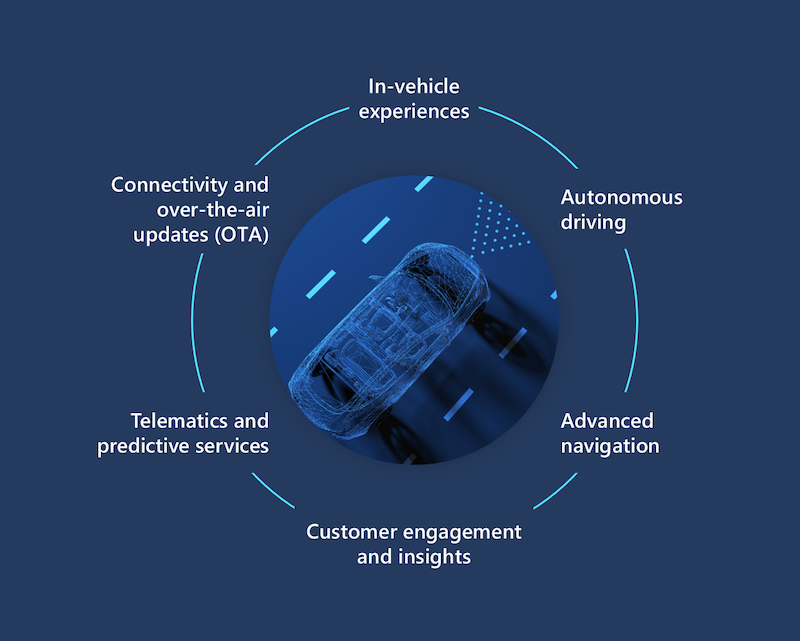 In-vehicle
experiences
Autonomous
driving
Advanced
navigation
Customer engagement
and insights
Telematics and
predictive services
Connectivity and
over-the-air
updates (OTA)